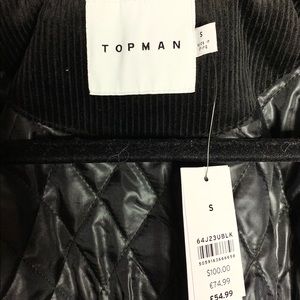 TOPMAN
S
S
64J23UBLK
$100.00
€74.99
£54.99